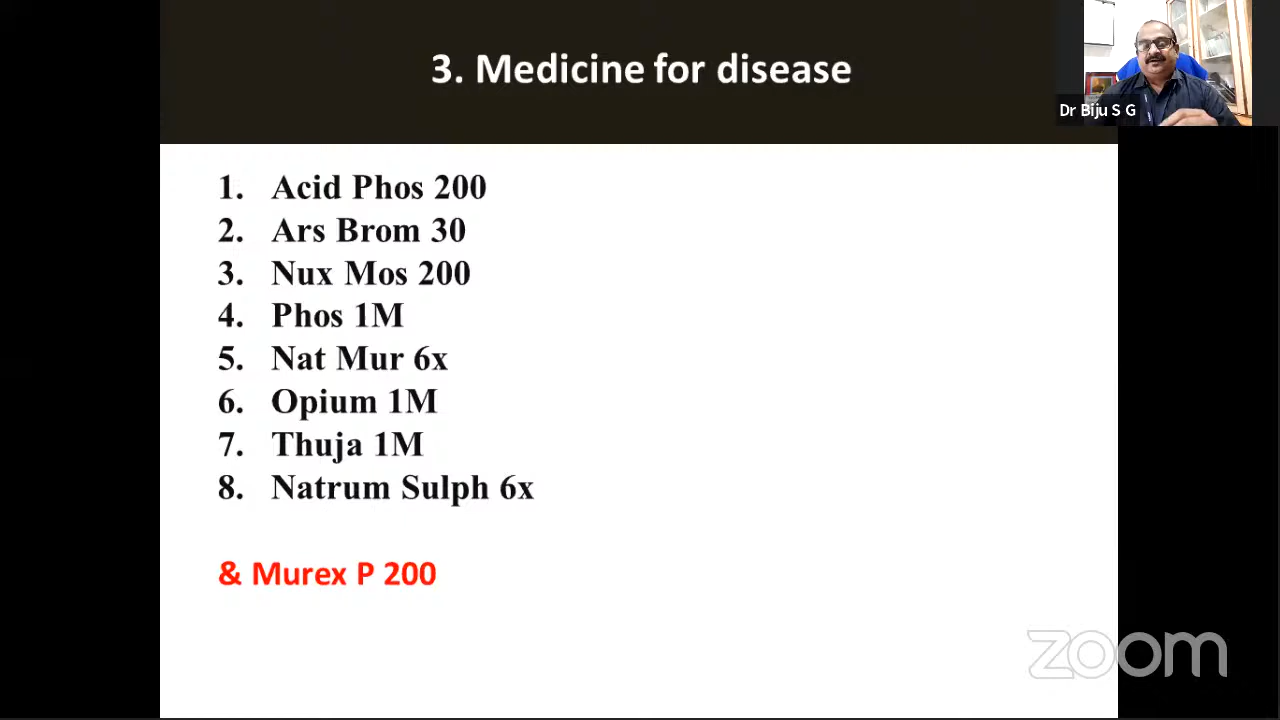 3. Medicine for disease
Dr Biju S G
1. Acid Phos 200
2. Ars Brom 30
3. Nux Mos 200
4. Phos 1M
5. Nat Mur 6x
6. Opium 1M
7. Thuja 1M
8. Natrum Sulph 6x
& Murex P 200
zoom